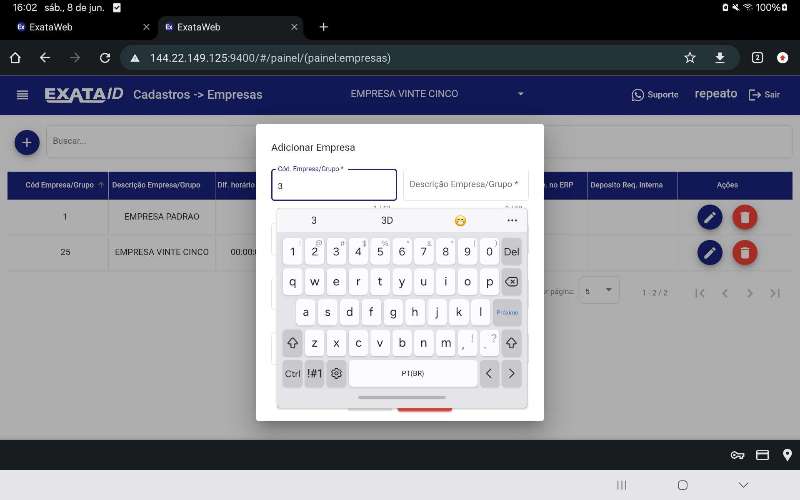 16:02 sáb., 8 de jun. 100%
ExataWeb ExataWeb
144.22.149.125:9400/#/painel/(painel:empresas) 2
EXATA/D Cadastros -> Empresas EMPRESA VINTE CINCO Suporte repeato Sair
Buscar...
Adicionar Empresa
Cód. Empresa/Grupo *
3 Descrição Empresa/Grupo *
Cód Empresa/Grupo Descrição Empresa/Grupo Dif. horário no ERP Deposito Req. Interna Ações
1 EMPRESA PADRAO
25 EMPRESA VINTE CINCO 00:00:
3 3D
1 2 3 4 5 6 7 8 9 0 Del
q w e r t y u i o p
a s d f g h j k l Próximo
z x c v b n m , ! . ?
Ctrl !#1 PT(BR)
r página: 5 1 - 2 / 2